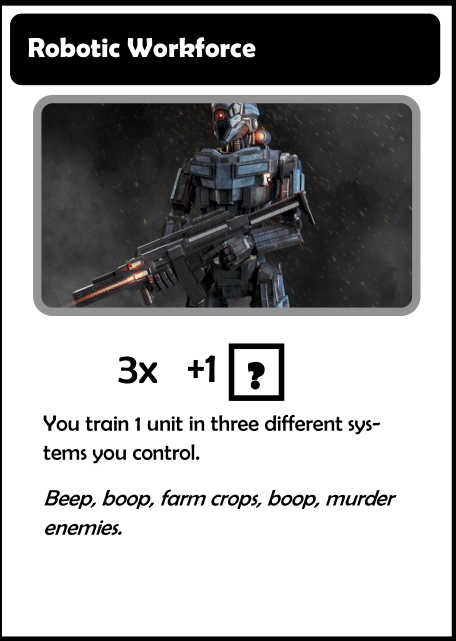 Robotic Workforce
3x +1 ?
You train 1 unit in three different sys-
tems you control.
Beep, boop, farm crops, boop, murder
enemies.